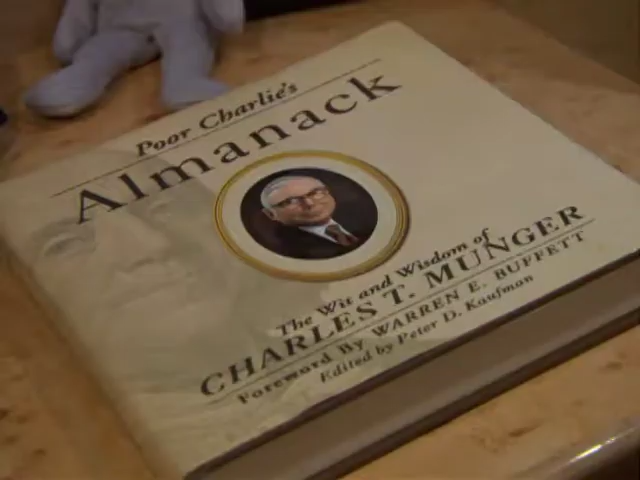 Poor Charlie's
Almanack
The Wit and Wisdom of
CHARLES T. MUNGER
Foreword By WARREN E. BUFFETT
Edited by Peter D. Kaufman